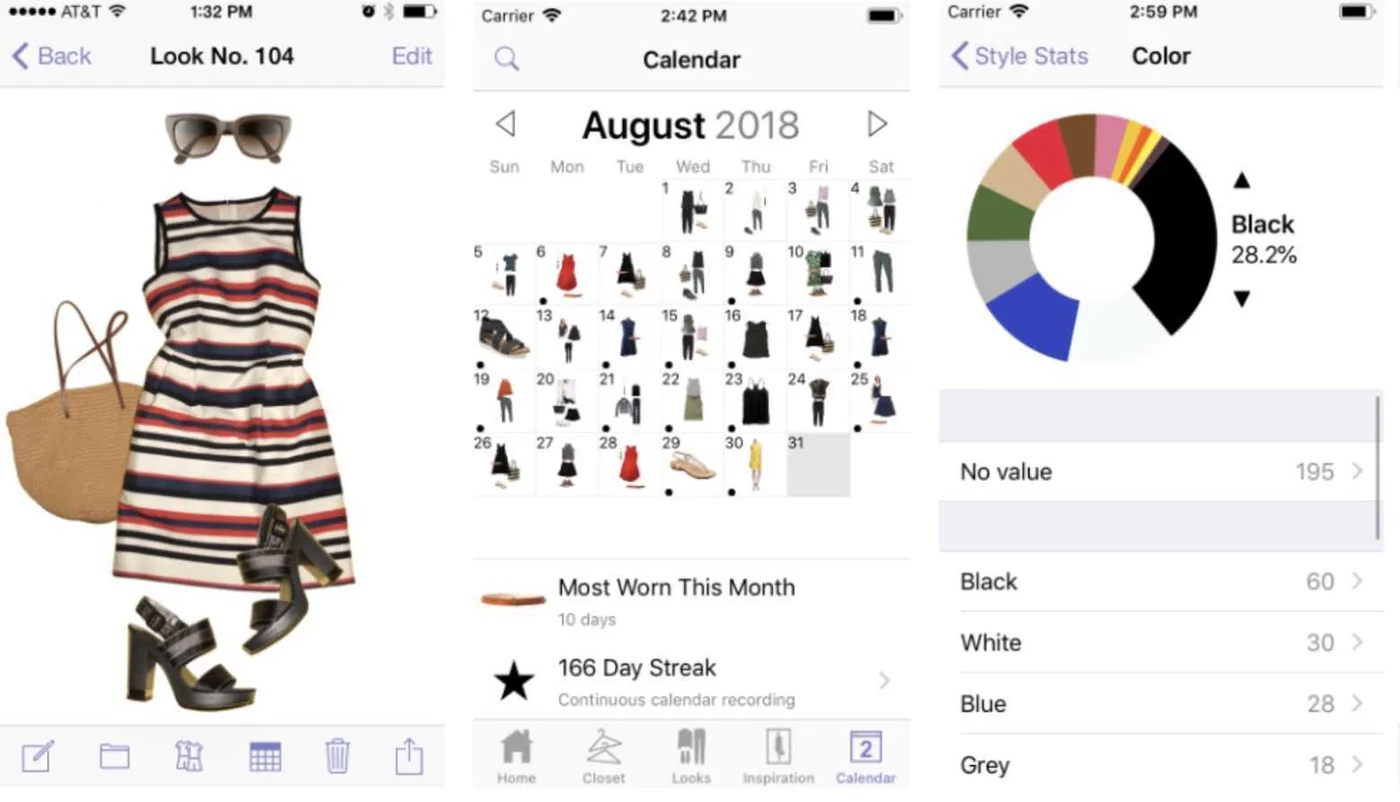 AT&T 1:32 PM
Back Look No. 104 Edit
Carrier 2:42 PM
Calendar
August 2018
Sun Mon Tue Wed Thu Fri Sat
1 2 3 4
5 6 7 8 9 10 11
12 13 14 15 16 17 18
19 20 21 22 23 24 25
26 27 28 29 30 31
Most Worn This Month
10 days
166 Day Streak
Continuous calendar recording
2
Home Closet Looks Inspiration Calendar
Carrier 2:59 PM
Style Stats Color
Black
28.2%
No value 195
Black 60
White 30
Blue 28
Grey 18